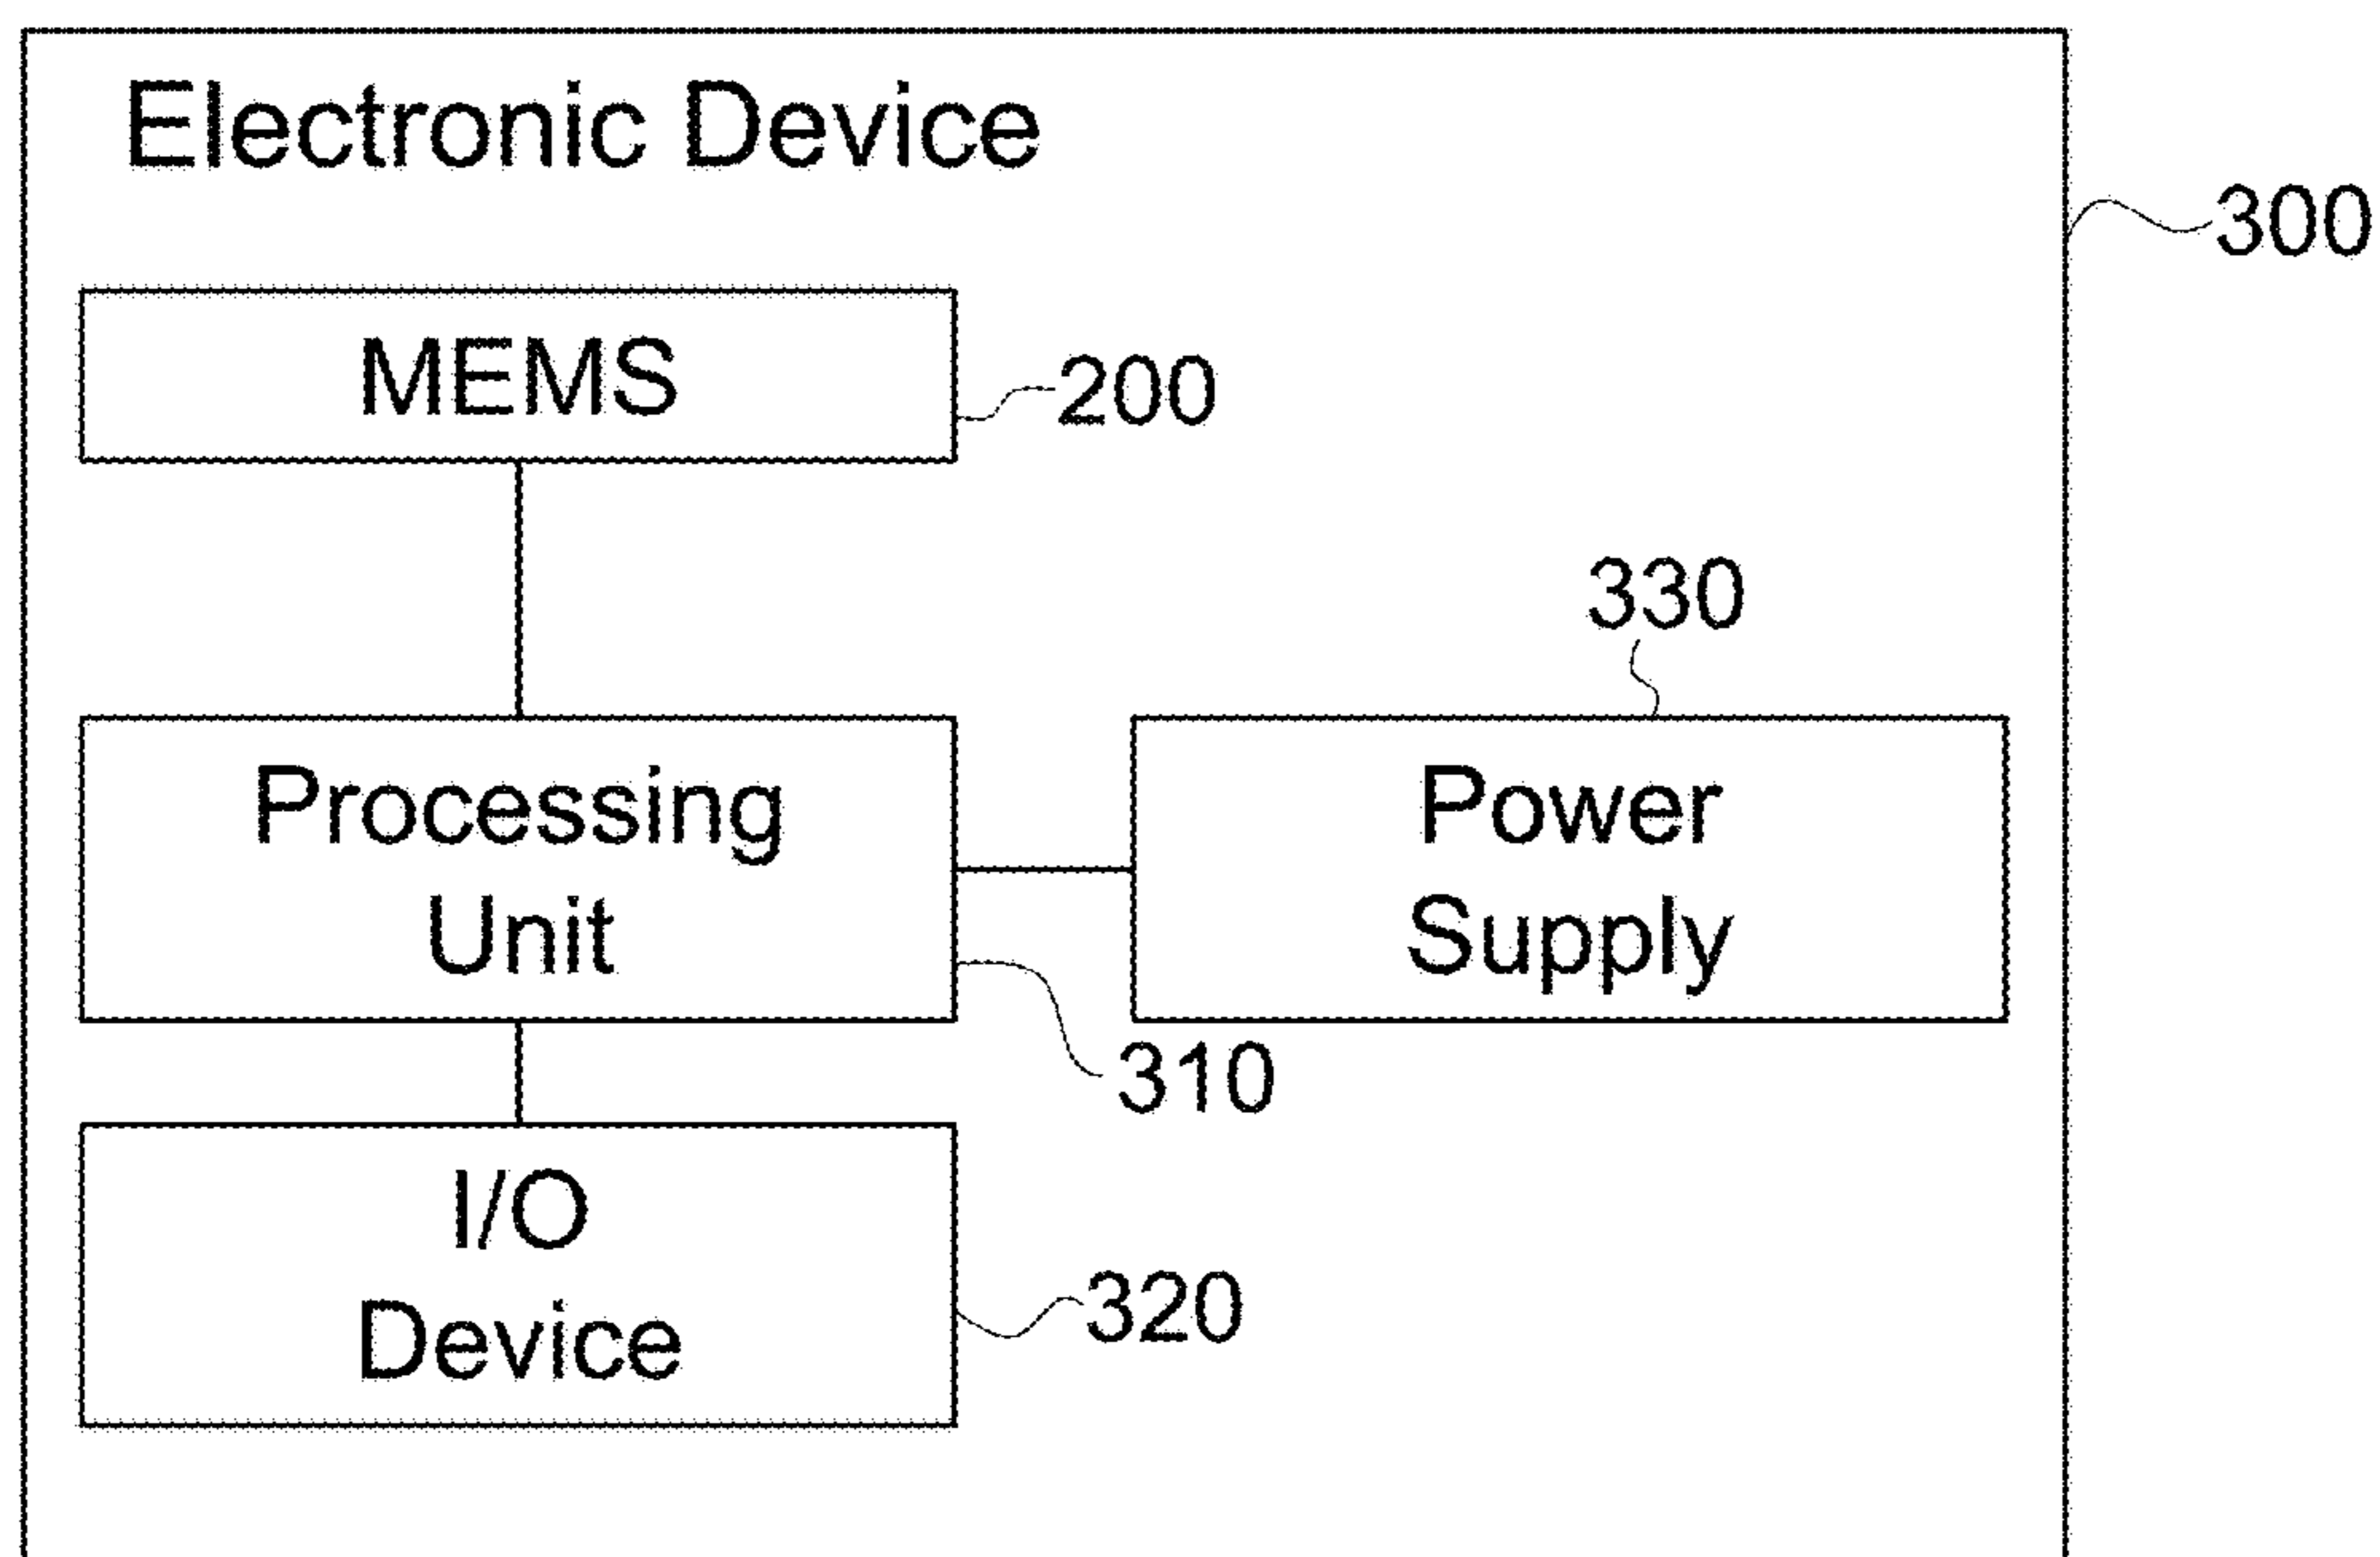 Electronic Device
300
MEMS
200
330
Processing
Unit
Power
Supply
310
I/O
Device
320